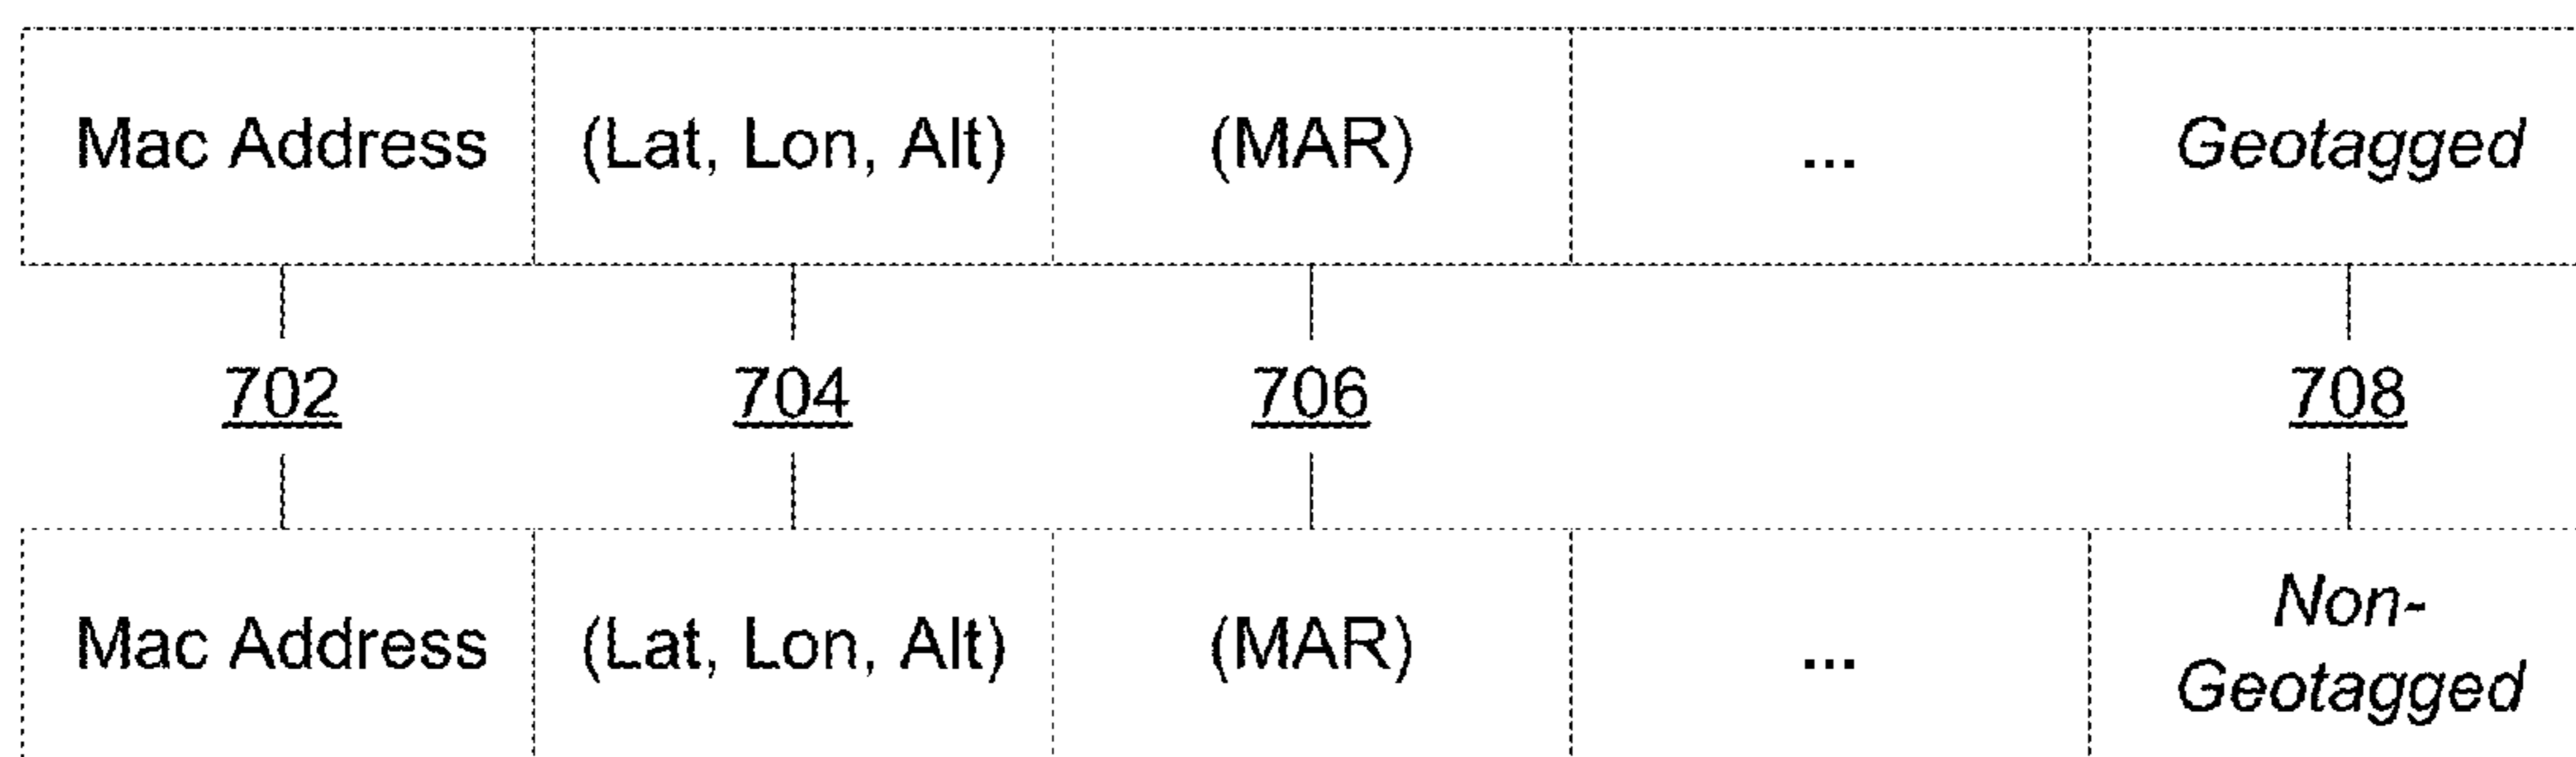 Mac Address (Lat, Lon, Alt) (MAR) ... Geotagged
702 704 706 708
Mac Address (Lat, Lon, Alt) (MAR) ... Non-
Geotagged